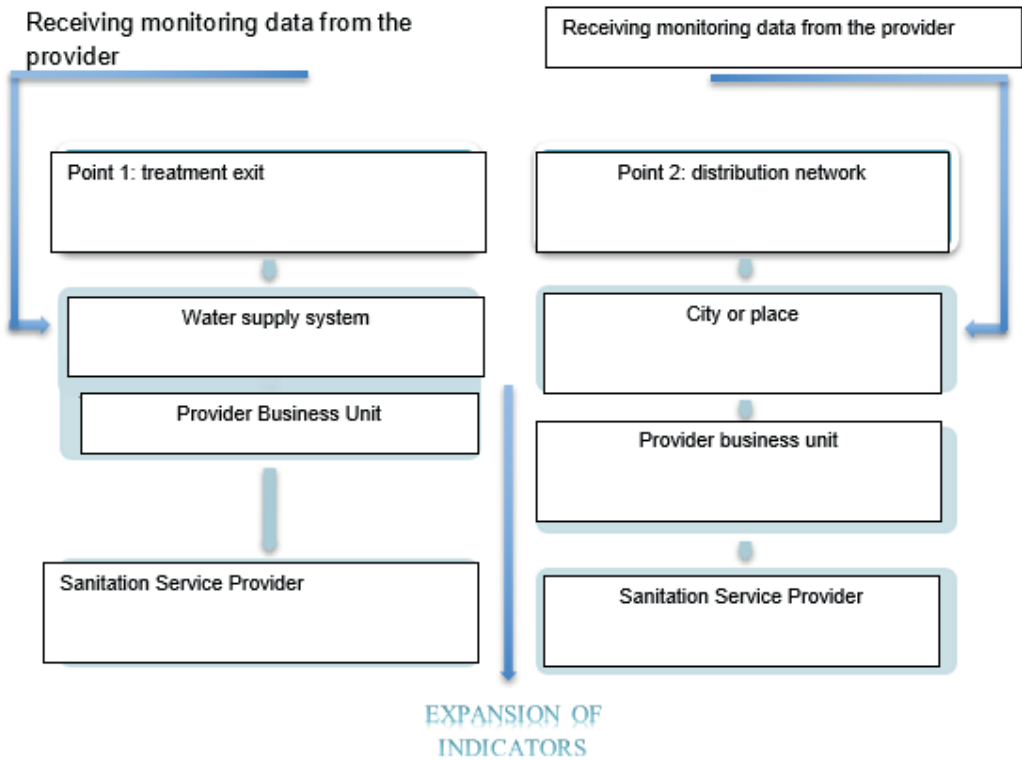 Receiving monitoring data from the
provider
Receiving monitoring data from the provider
Point 1: treatment exit
Point 2: distribution network
Water supply system
City or place
Provider Business Unit
Provider business unit
Sanitation Service Provider
Sanitation Service Provider
EXPANSION OF
INDICATORS